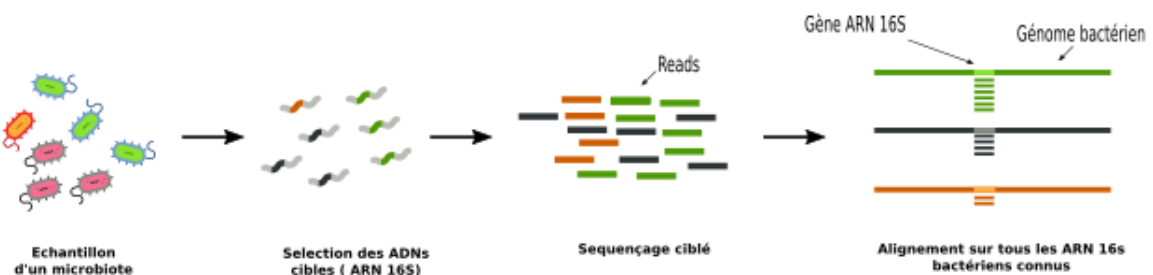 Gène ARN 16S
Génome bactérien
Reads
Echantillon
d'un microbiote
Selection des ADNs
cibles ( ARN 16S)
Sequençage ciblé
Alignement sur tous les ARN 16s
bactériens connus